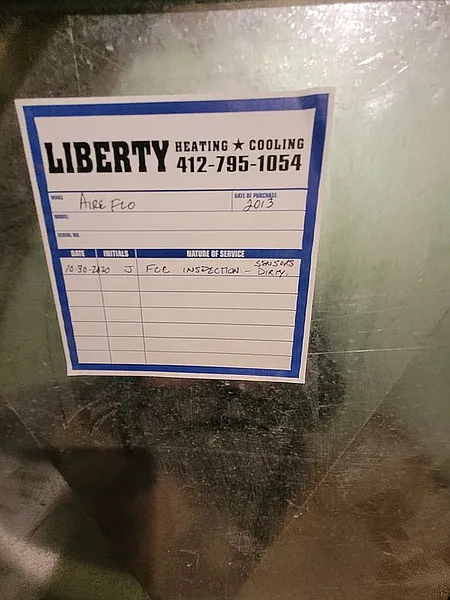 LIBERTY HEATING ★ COOLING
412-795-1054
MAKE AIRE FLO DATE OF PURCHASE 2013
MODEL
SERIAL NO.
DATE INITIALS NATURE OF SERVICE
10-30-2020 J FCE INSPECTION - SENSORS DIRTY